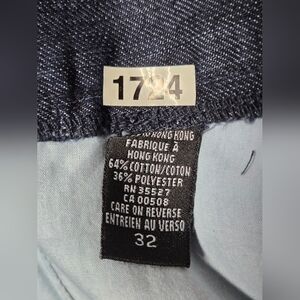 1724
HONG KONG
FABRIQUE À
HONG KONG
64% COTTON/COTON
36% POLYESTER
RN 35527
CA 00508
CARE ON REVERSE
ENTREIEN AU VERSO
32